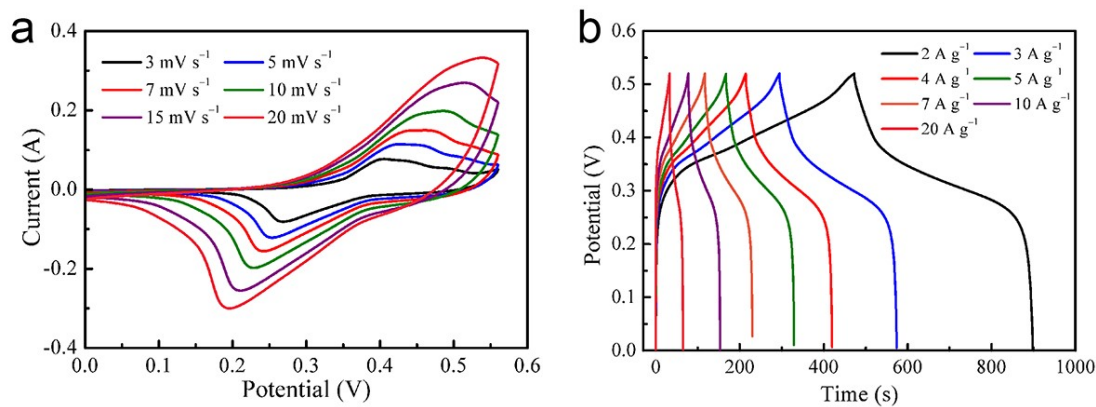 a
0.4
0.2
0.0
-0.2
-0.4
Current (A)
3 mV s⁻¹
5 mV s⁻¹
7 mV s⁻¹
10 mV s⁻¹
15 mV s⁻¹
20 mV s⁻¹
0.0 0.1 0.2 0.3 0.4 0.5 0.6
Potential (V)
b
0.6
0.5
0.4
0.3
0.2
0.1
0.0
Potential (V)
2 A g⁻¹
3 A g⁻¹
4 A g⁻¹
5 A g¹
7 A g⁻¹
10 A g⁻¹
20 A g⁻¹
0 200 400 600 800 1000
Time (s)